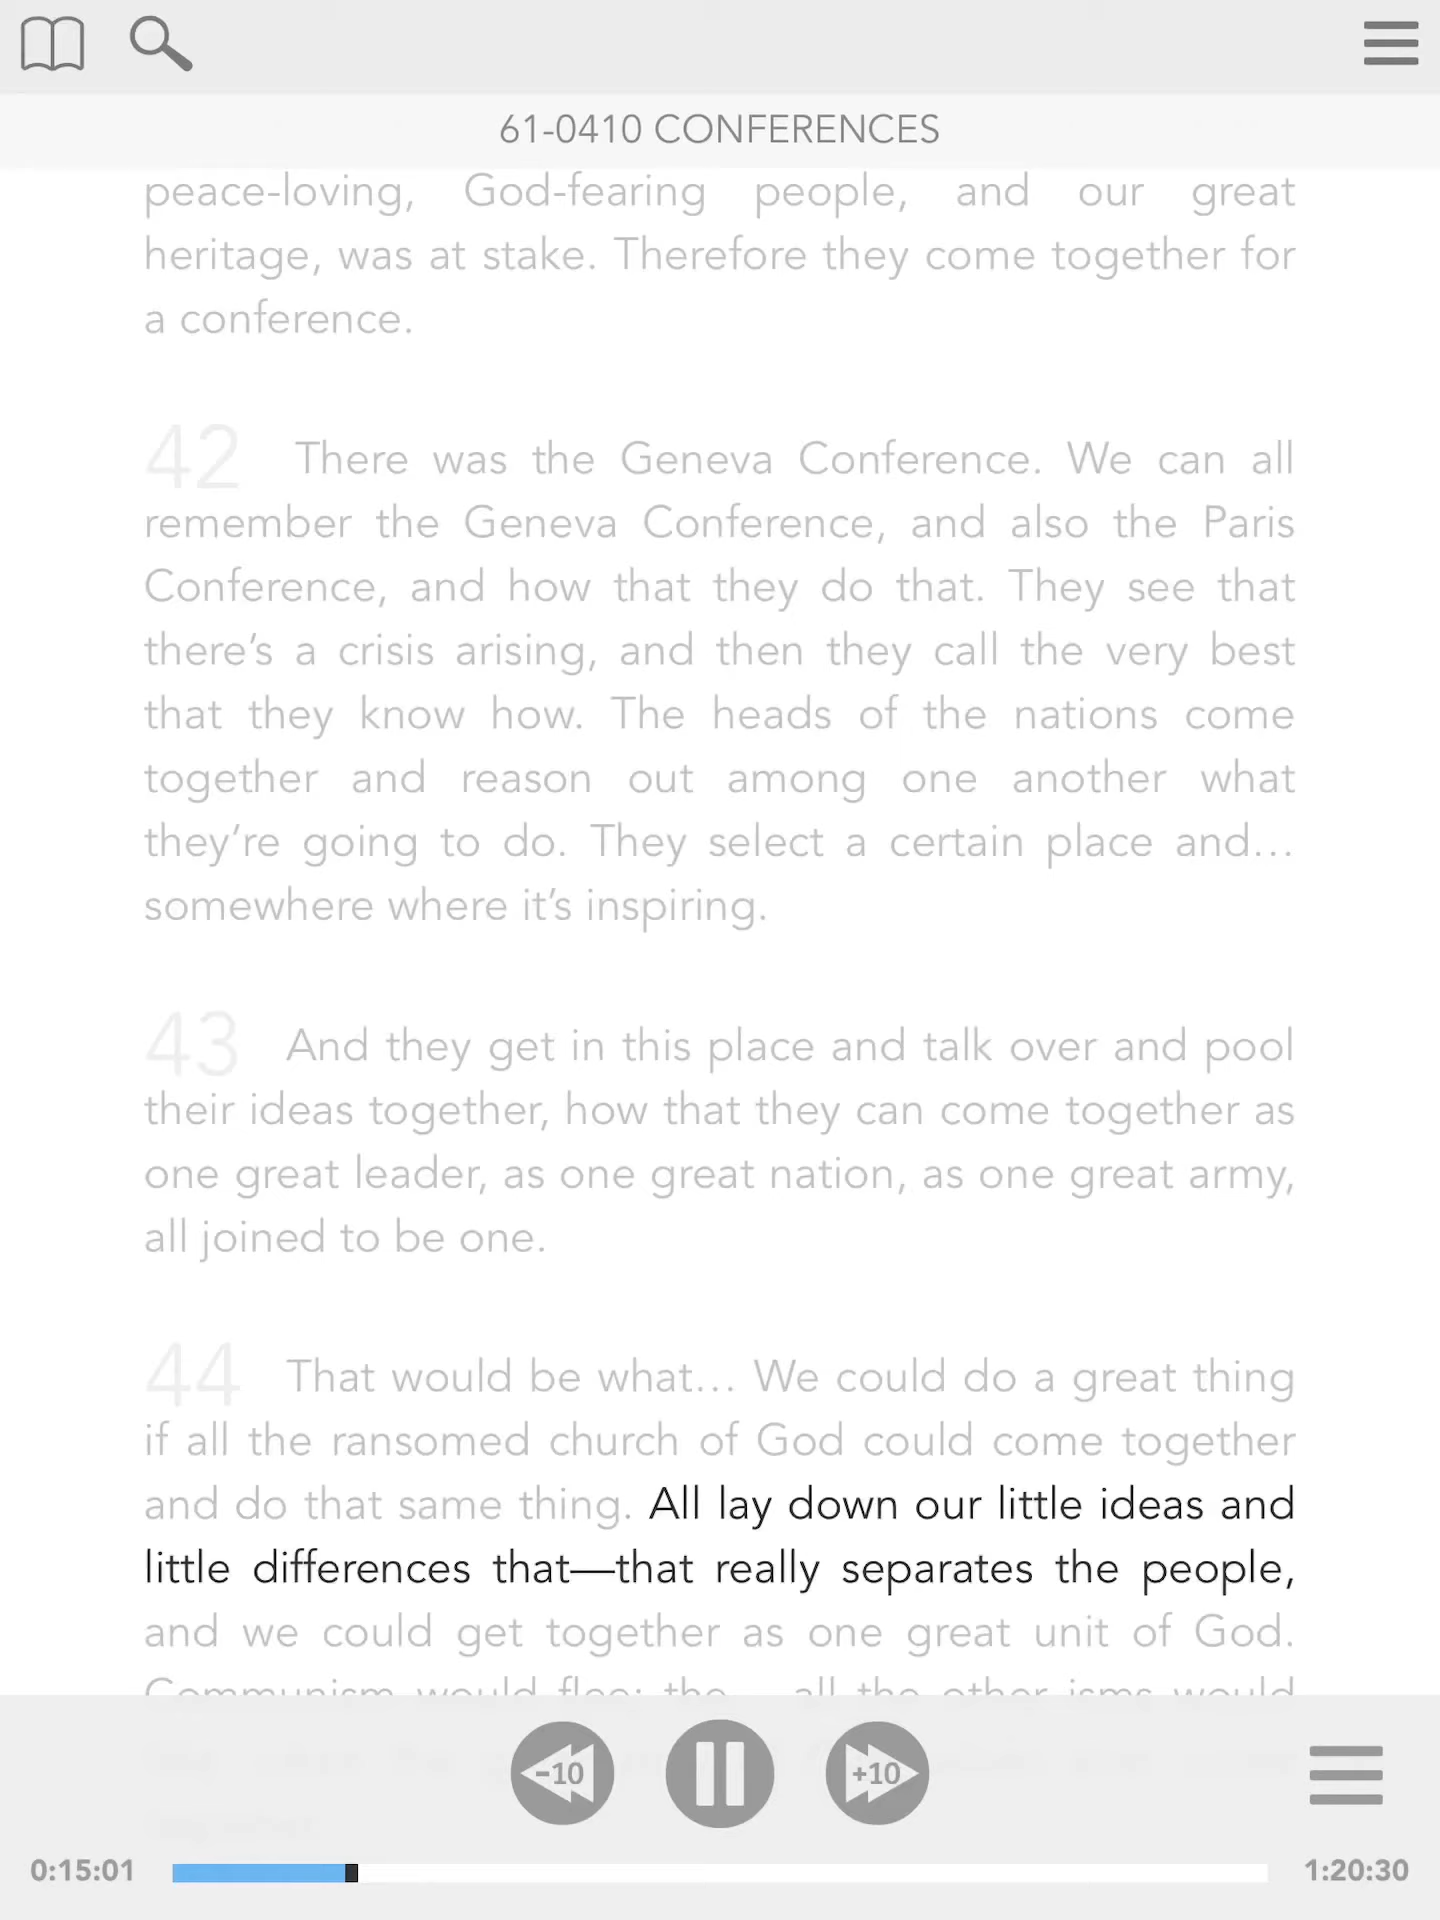 61-0410 CONFERENCES
peace-loving, God-fearing people, and our great
heritage, was at stake. Therefore they come together for
a conference.
42 There was the Geneva Conference. We can all
remember the Geneva Conference, and also the Paris
Conference, and how that they do that. They see that
there’s a crisis arising, and then they call the very best
that they know how. The heads of the nations come
together and reason out among one another what
they’re going to do. They select a certain place and…
somewhere where it’s inspiring.
43 And they get in this place and talk over and pool
their ideas together, how that they can come together as
one great leader, as one great nation, as one great army,
all joined to be one.
44 That would be what… We could do a great thing
if all the ransomed church of God could come together
and do that same thing. All lay down our little ideas and
little differences that—that really separates the people,
and we could get together as one great unit of God.
Communism would flee; the… all the other isms would
-10 +10
0:15:01 1:20:30